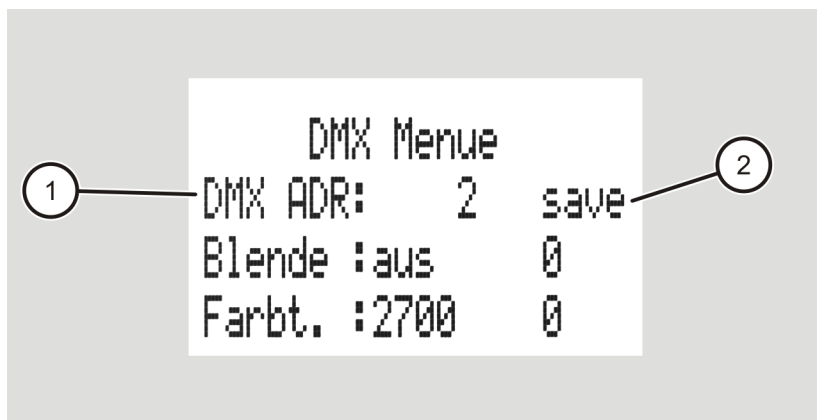 DMX Menue
1 DMX ADR: 2 save 2
Blende :aus 0
Farbt. :2700 0